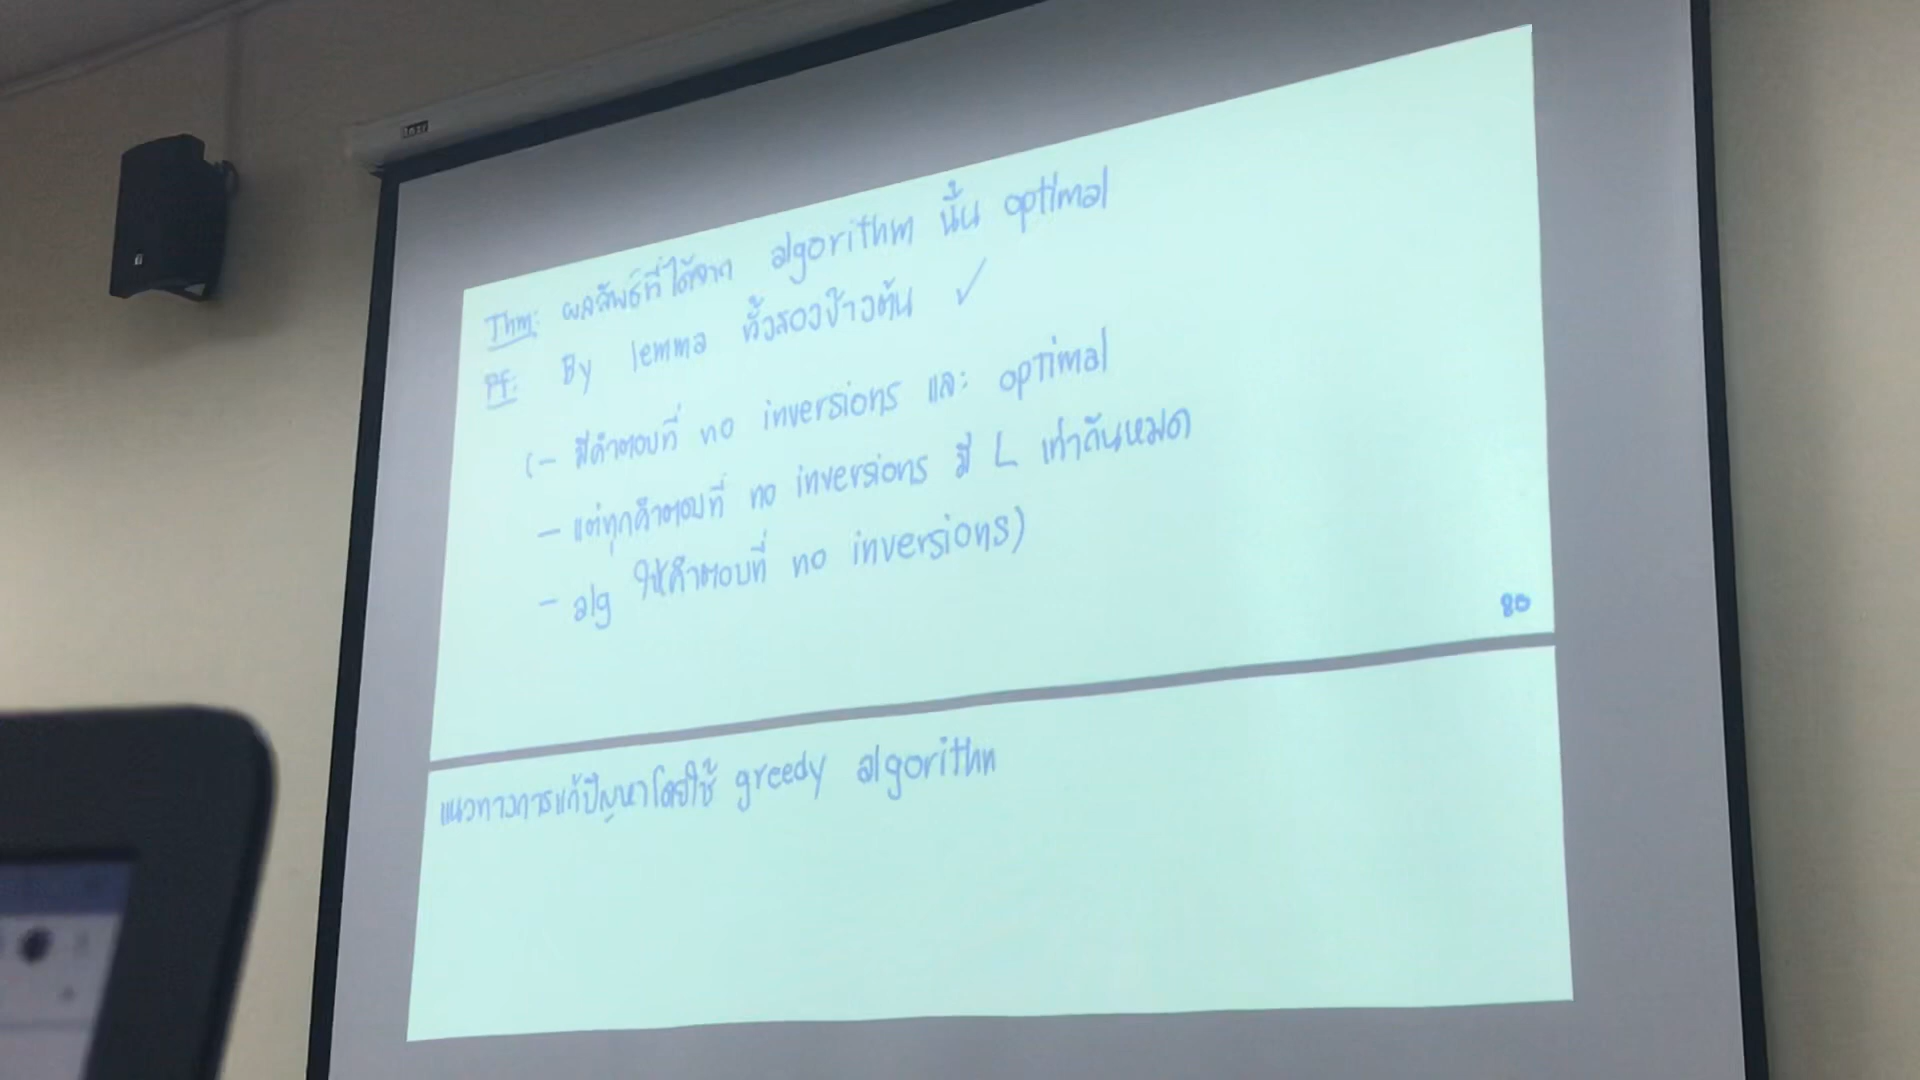 Thm: ผลลัพธ์ที่ได้จาก algorithm นั้น optimal
Pf: By lemma ทั้งสองข้างต้น ✓
(- มีคำตอบที่ no inversions และ optimal
- แต่ทุกคำตอบที่ no inversions มี L เท่ากันหมด
- alg ให้คำตอบที่ no inversions)
80
แนวทางการแก้ปัญหาโดยใช้ greedy algorithm